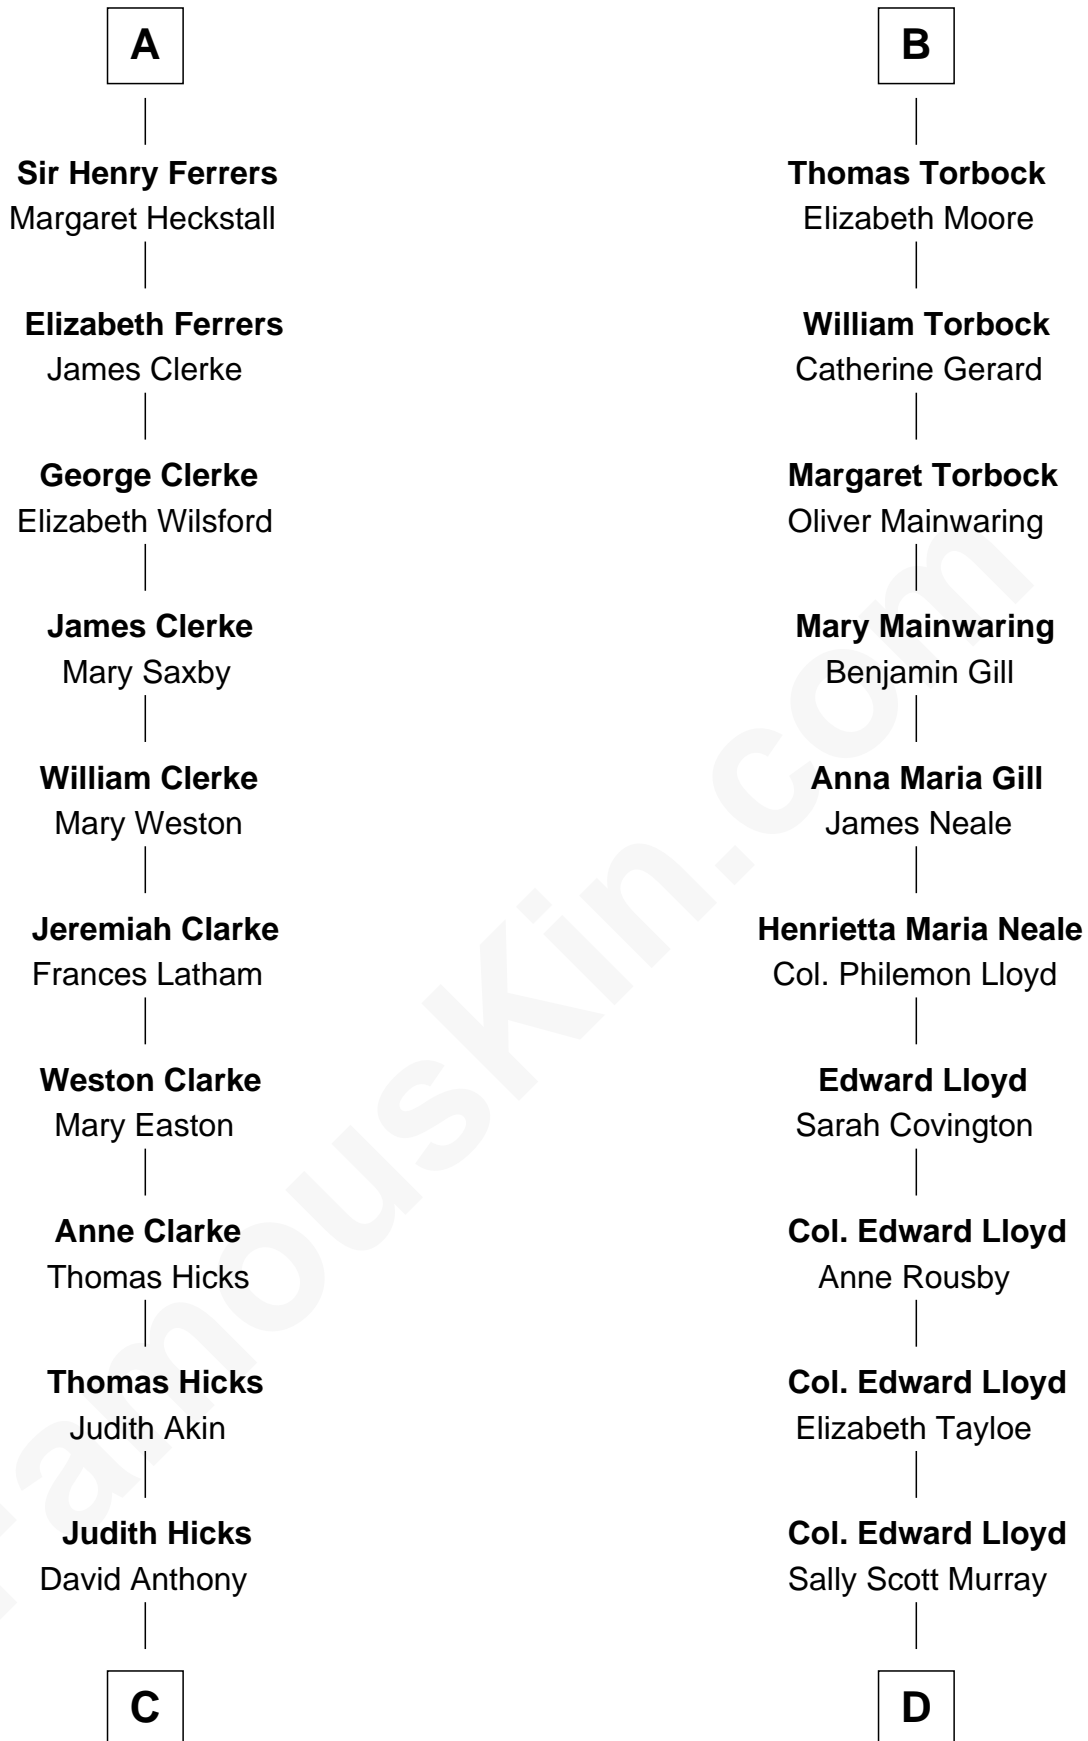 A
Sir Henry Ferrers
Margaret Heckstall
Elizabeth Ferrers
James Clerke
George Clerke
Elizabeth Wilsford
James Clerke
Mary Saxby
William Clerke
Mary Weston
Jeremiah Clarke
Frances Latham
Weston Clarke
Mary Easton
Anne Clarke
Thomas Hicks
Thomas Hicks
Judith Akin
Judith Hicks
David Anthony
C
B
Thomas Torbock
Elizabeth Moore
William Torbock
Catherine Gerard
Margaret Torbock
Oliver Mainwaring
Mary Mainwaring
Benjamin Gill
Anna Maria Gill
James Neale
Henrietta Maria Neale
Col. Philemon Lloyd
Edward Lloyd
Sarah Covington
Col. Edward Lloyd
Anne Rousby
Col. Edward Lloyd
Elizabeth Tayloe
Col. Edward Lloyd
Sally Scott Murray
D
FamousKin.com